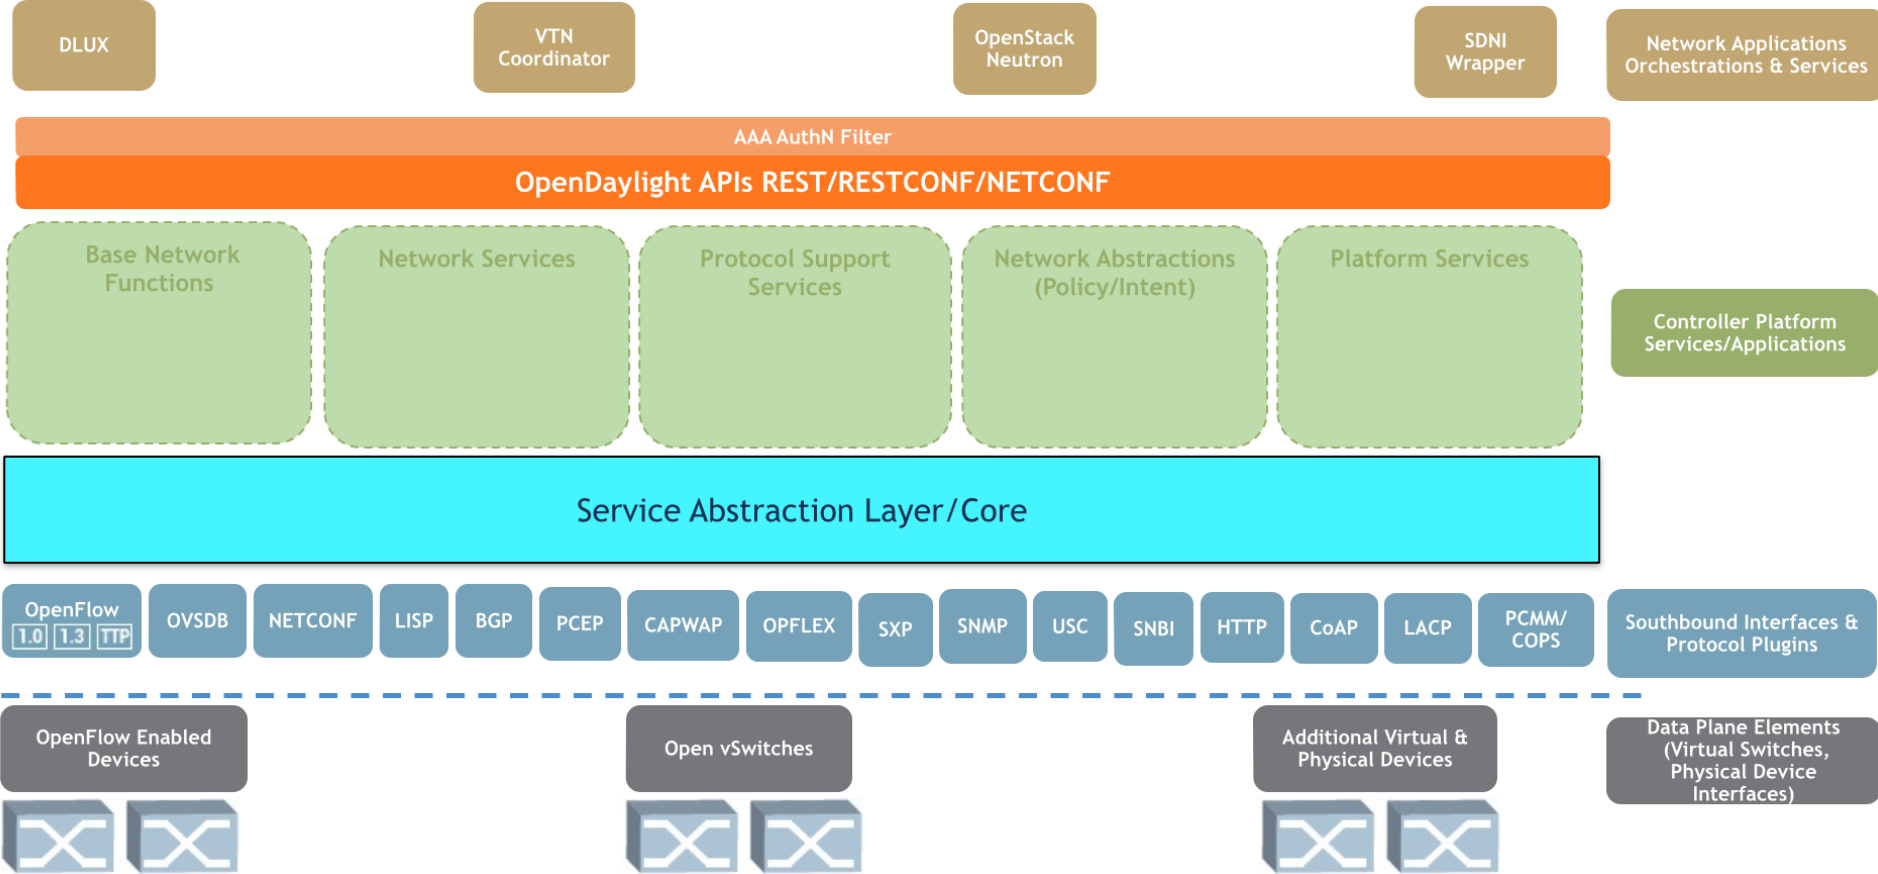 DLUX
VTN
Coordinator
OpenStack
Neutron
SDNI
Wrapper
Network Applications
Orchestrations & Services
AAA AuthN Filter
OpenDaylight APIs REST/RESTCONF/NETCONF
Base Network
Functions
Network Services
Protocol Support
Services
Network Abstractions
(Policy/Intent)
Platform Services
Controller Platform
Services/Applications
Service Abstraction Layer/Core
OpenFlow
1.0 1.3 TTP
OVSDB
NETCONF
LISP
BGP
PCEP
CAPWAP
OPFLEX
SXP
SNMP
USC
SNBI
HTTP
CoAP
LACP
PCMM/
COPS
Southbound Interfaces &
Protocol Plugins
OpenFlow Enabled
Devices
Open vSwitches
Additional Virtual &
Physical Devices
Data Plane Elements
(Virtual Switches,
Physical Device
Interfaces)